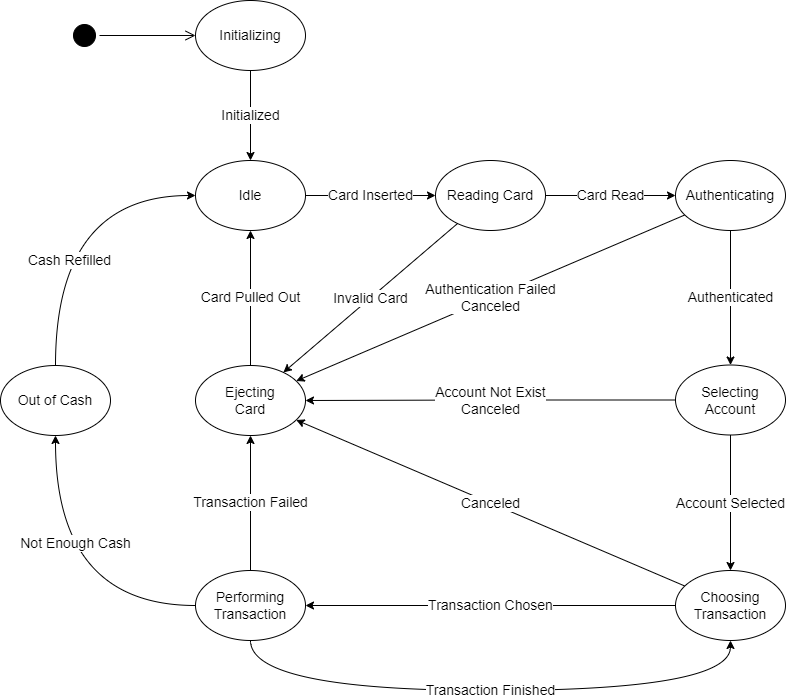 Initializing
Initialized
Idle
Card Inserted
Reading Card
Card Read
Authenticating
Cash Refilled
Card Pulled Out
Invalid Card
Authentication Failed
Canceled
Authenticated
Out of Cash
Ejecting
Card
Account Not Exist
Canceled
Selecting
Account
Transaction Failed
Canceled
Account Selected
Not Enough Cash
Performing
Transaction
Transaction Chosen
Choosing
Transaction
Transaction Finished